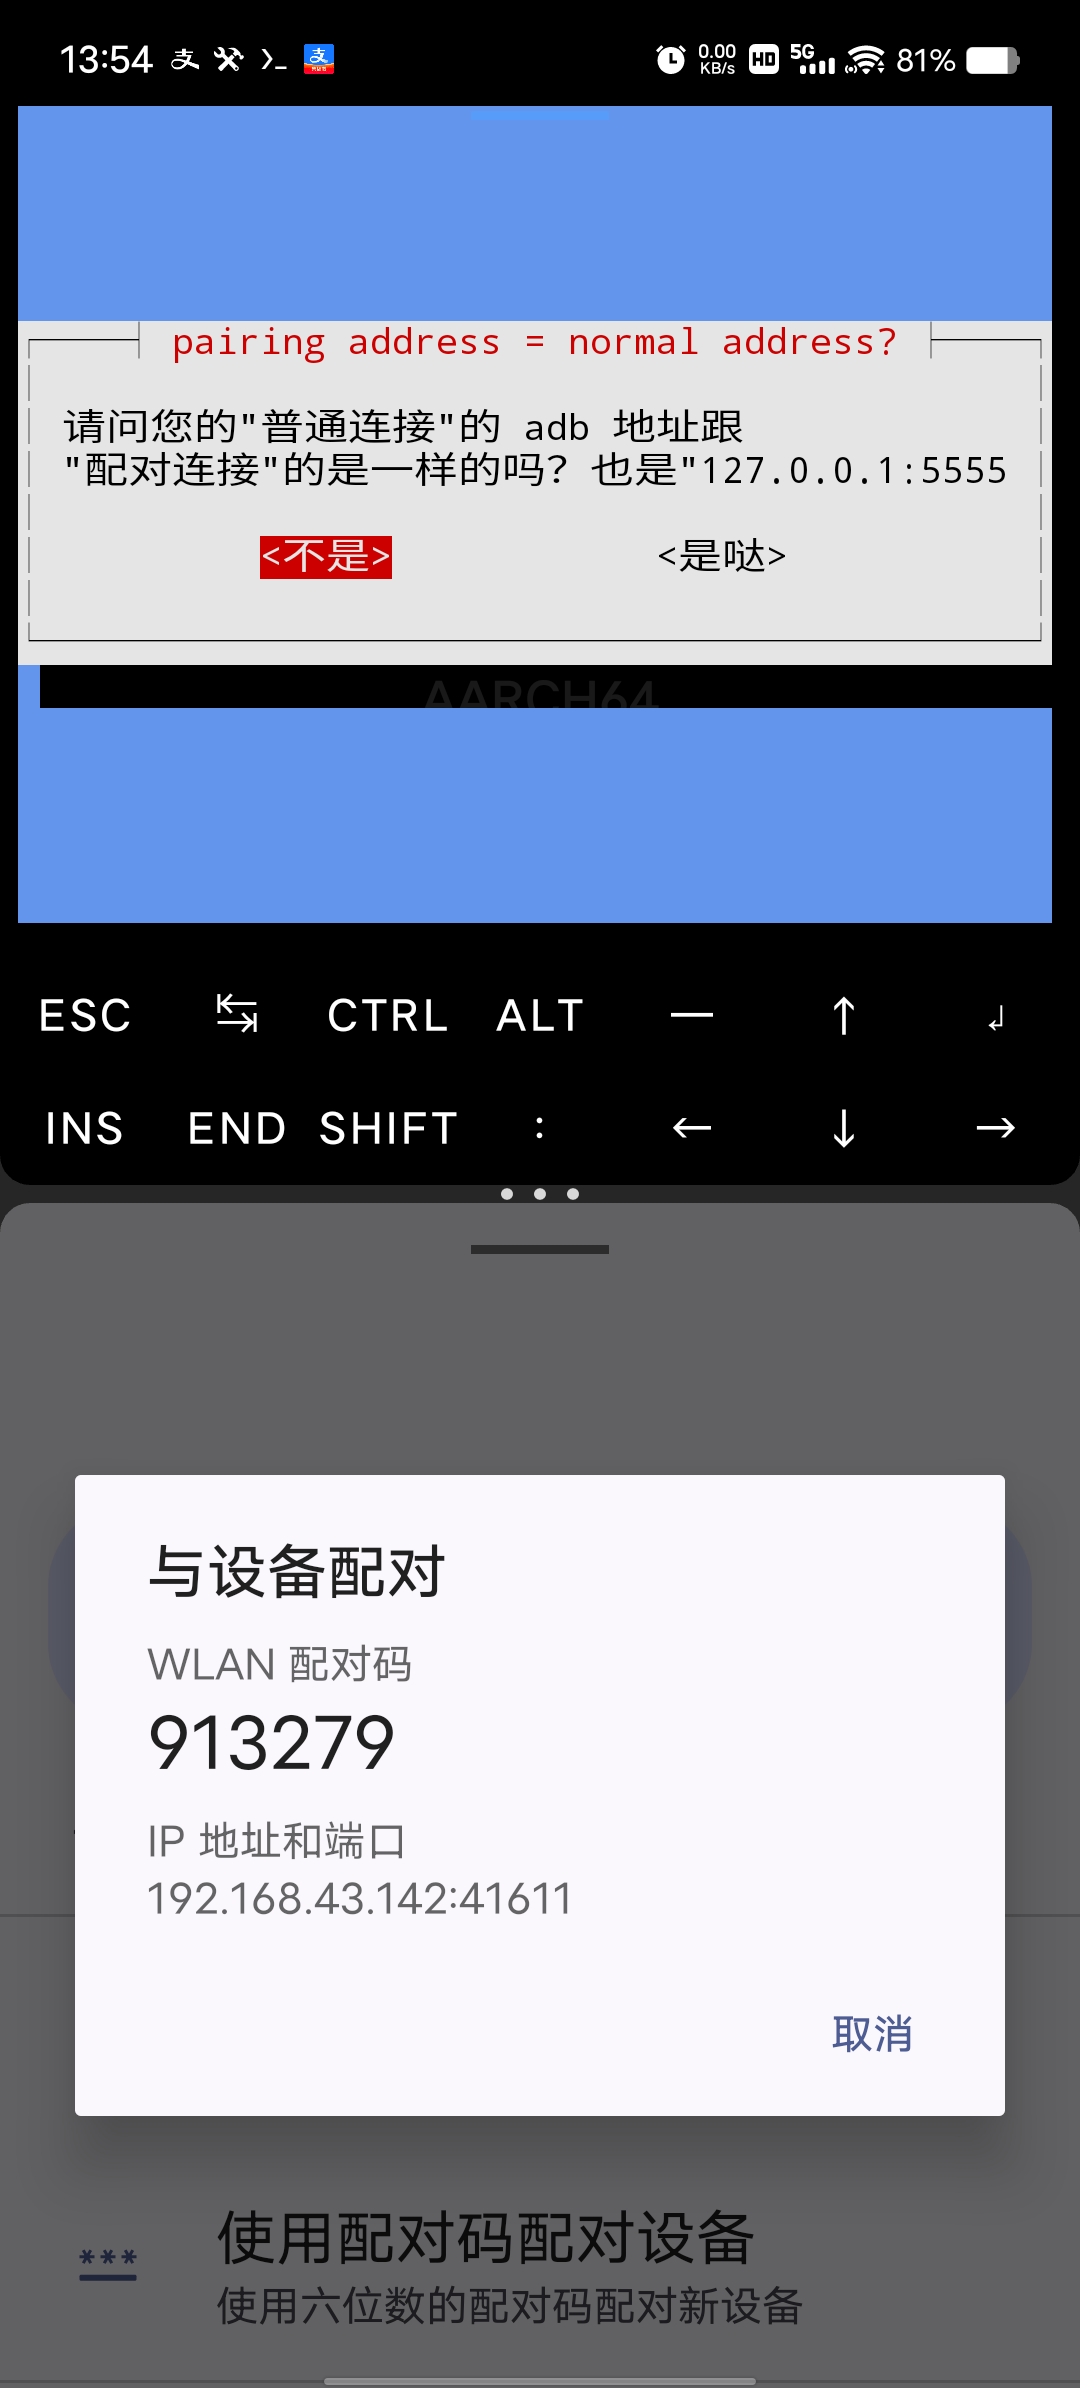 13:54
支
0.00
KB/s
HD
5G
81%
pairing address = normal address?
请问您的"普通连接"的 adb 地址跟
"配对连接"的是一样的吗? 也是"127.0.0.1:5555
<不是>
<是哒>
AARCH64
ESC
CTRL
ALT
—
↑
INS
END
SHIFT
:
←
↓
→
与设备配对
WLAN 配对码
913279
IP 地址和端口
192.168.43.142:41611
取消
***
使用配对码配对设备
使用六位数的配对码配对新设备